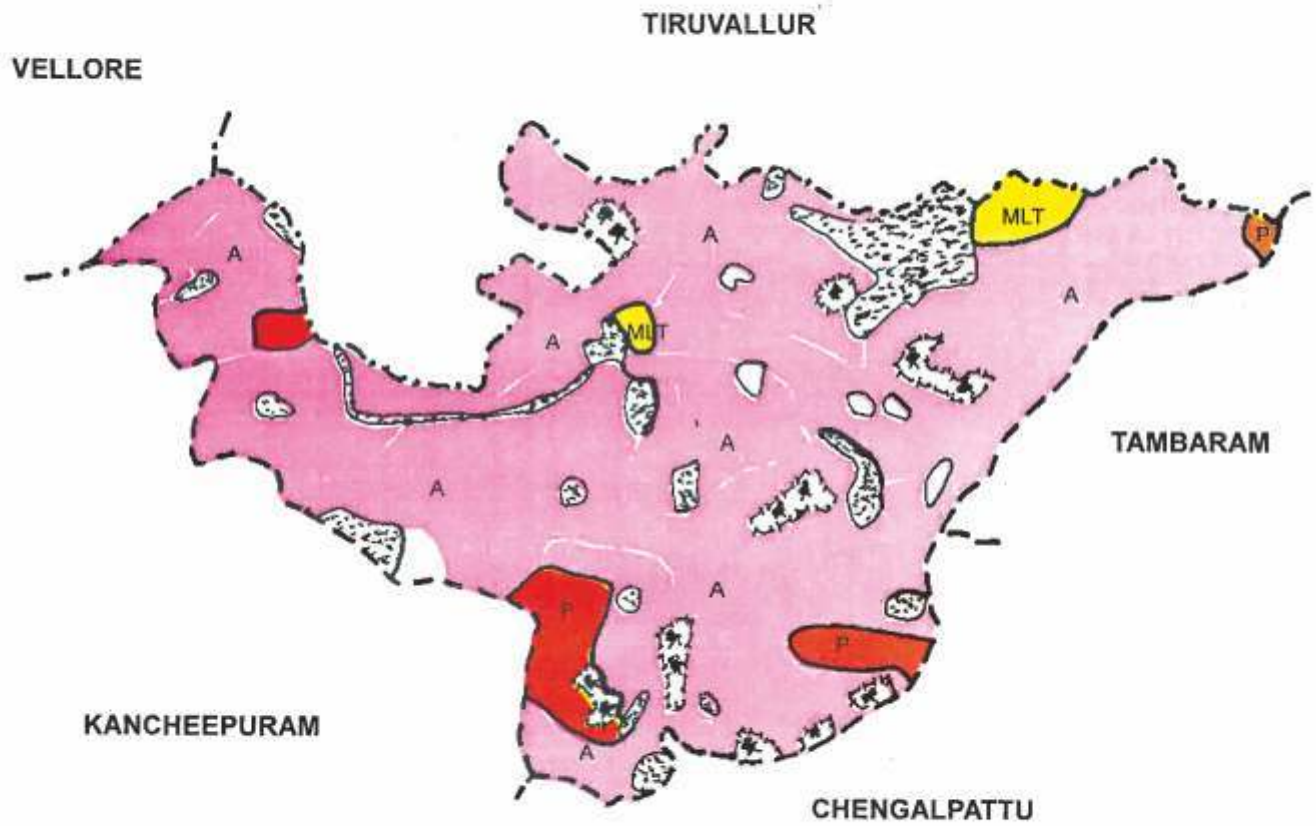 TIRUVALLUR
VELLORE
MLT
P
A
A
A
MLT
A
A
A
TAMBARAM
A
P
P
KANCHEEPURAM
A
CHENGALPATTU